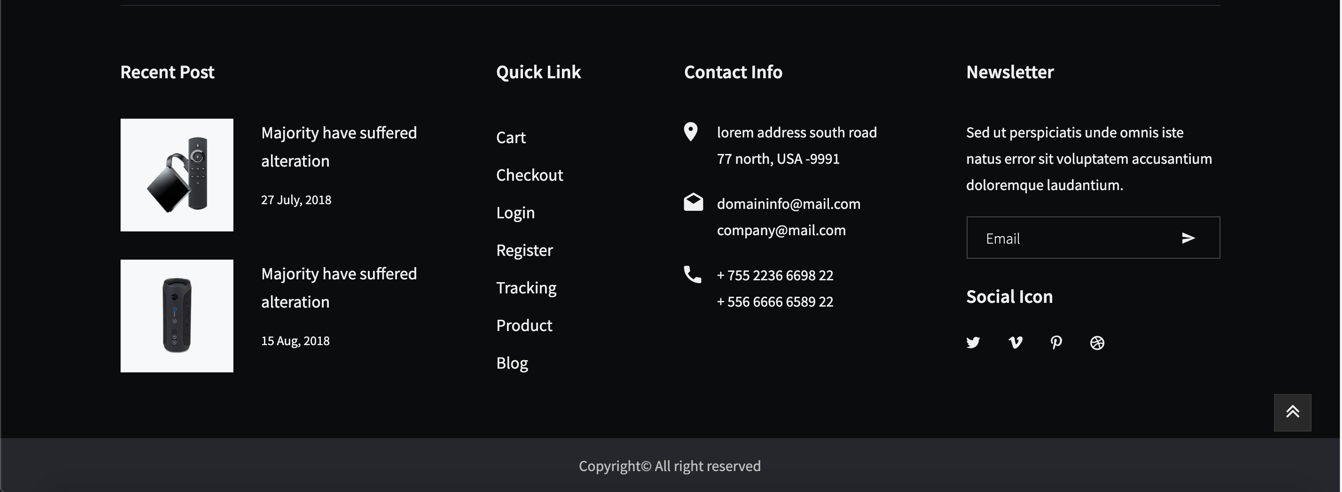 Recent Post
Majority have suffered
alteration
27 July, 2018
Majority have suffered
alteration
15 Aug, 2018
Quick Link
Cart
Checkout
Login
Register
Tracking
Product
Blog
Contact Info
lorem address south road
77 north, USA -9991
domaininfo@mail.com
company@mail.com
+ 755 2236 6698 22
+ 556 6666 6589 22
Newsletter
Sed ut perspiciatis unde omnis iste
natus error sit voluptatem accusantium
doloremque laudantium.
Email
Social Icon
Copyright© All right reserved